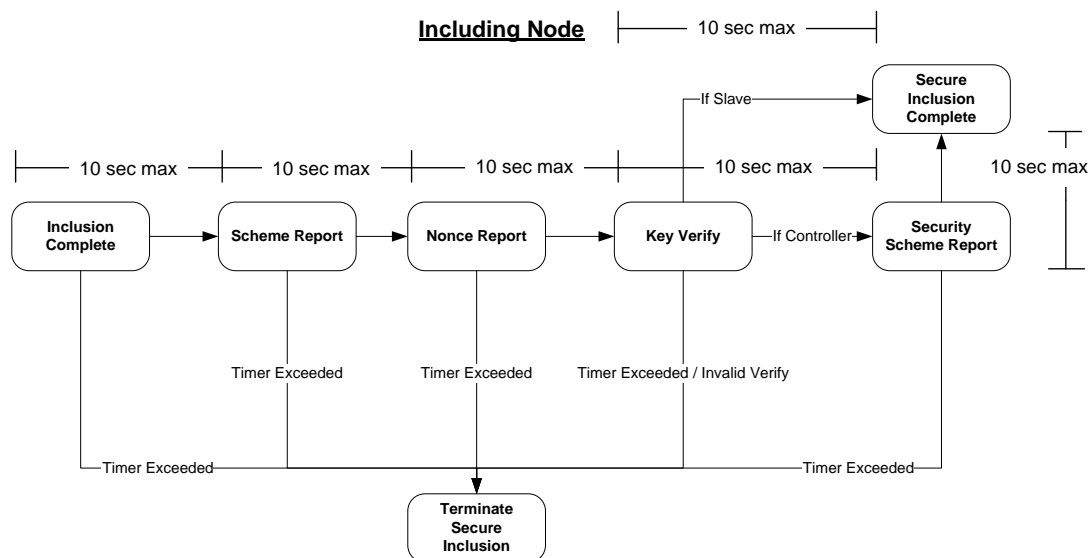 Including Node
10 sec max
Secure
Inclusion
Complete
If Slave
10 sec max
10 sec max
10 sec max
10 sec max
10 sec max
Inclusion
Complete
Scheme Report
Nonce Report
Key Verify
If Controller
Security
Scheme Report
Timer Exceeded
Timer Exceeded
Timer Exceeded / Invalid Verify
Timer Exceeded
Timer Exceeded
Terminate
Secure
Inclusion